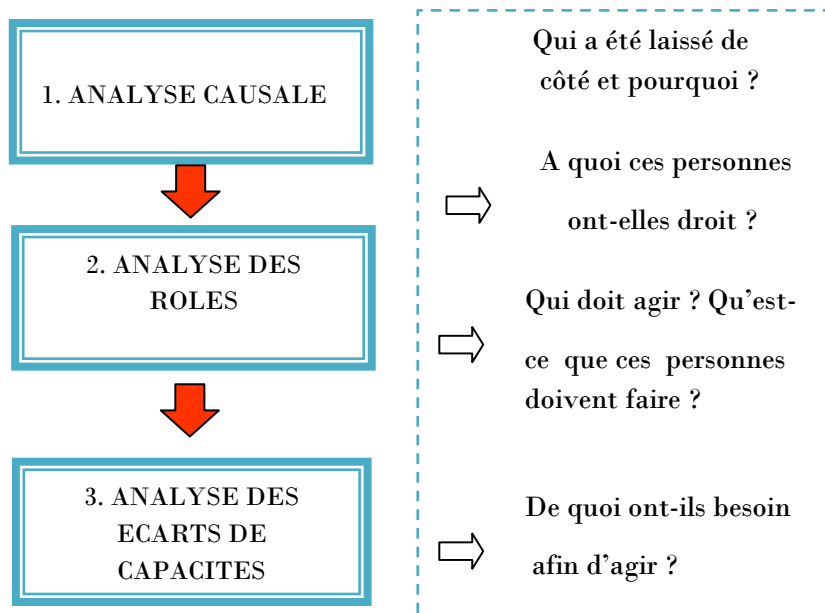 1. ANALYSE CAUSALE
2. ANALYSE DES
ROLES
3. ANALYSE DES
ECARTS DE
CAPACITES
Qui a été laissé de
côté et pourquoi ?
A quoi ces personnes
ont-elles droit ?
Qui doit agir ? Qu’est-
ce que ces personnes
doivent faire ?
De quoi ont-ils besoin
afin d’agir ?